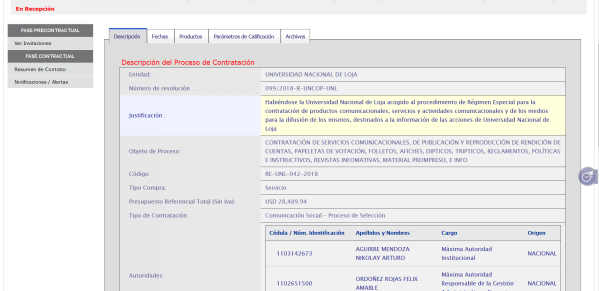 En Recepción
FASE PRECONTRACTUAL
Ver invitaciones
FASE CONTRACTUAL
Resumen de Contrato
Notificaciones / Alertas
Descripción Fechas Productos Parámetros de Calificación Archivos
Descripción del Proceso de Contratación
Entidad: UNIVERSIDAD NACIONAL DE LOJA
Número de resolución : 099/2018-R-UNCOP-UNL
Justificación : Habiéndose la Universidad Nacional de Loja acogido al procedimiento de Régimen Especial para la
contratación de productos comunicacionales, servicios y actividades comunicacionales y de los medios
para la difusión de los mismos, destinados a la información de las acciones de Universidad Nacional de
Loja
Objeto de Proceso : CONTRATACIÓN DE SERVICIOS COMUNICACIONALES, DE PUBLICACIÓN Y REPRODUCCIÓN DE RENDICIÓN DE
CUENTAS, PAPELETAS DE VOTACIÓN, FOLLETOS, AFICHES, DIPTICOS, TRIPTICOS, REGLAMENTOS, POLÍTICAS
E INSTRUCTIVOS, REVISTAS INFOMATIVAS, MATERIAL PREIMPRESO, E INFO
Código: RE-UNL-042-2018
Tipo Compra: Servicio
Presupuesto Referencial Total (Sin Iva): USD 28,489.94
Tipo de Contratación: Comunicación Social - Proceso de Selección
Autoridades:
Cédula / Núm. Identificación Apellidos y Nombres Cargo Origen
1103142673 AGUIRRE MENDOZA NIKOLAY ARTURO Máxima Autoridad Institucional NACIONAL
1102651500 ORDOÑEZ ROJAS FELIX AMABLE Máxima Autoridad Responsable de la Gestión NACIONAL